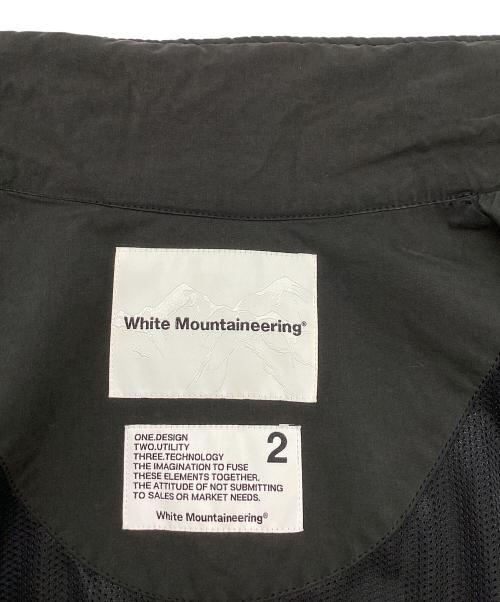 White Mountaineering®
ONE.DESIGN
TWO.UTILITY
THREE.TECHNOLOGY
THE IMAGINATION TO FUSE
THESE ELEMENTS TOGETHER.
THE ATTITUDE OF NOT SUBMITTING
TO SALES OR MARKET NEEDS.
2
White Mountaineering®